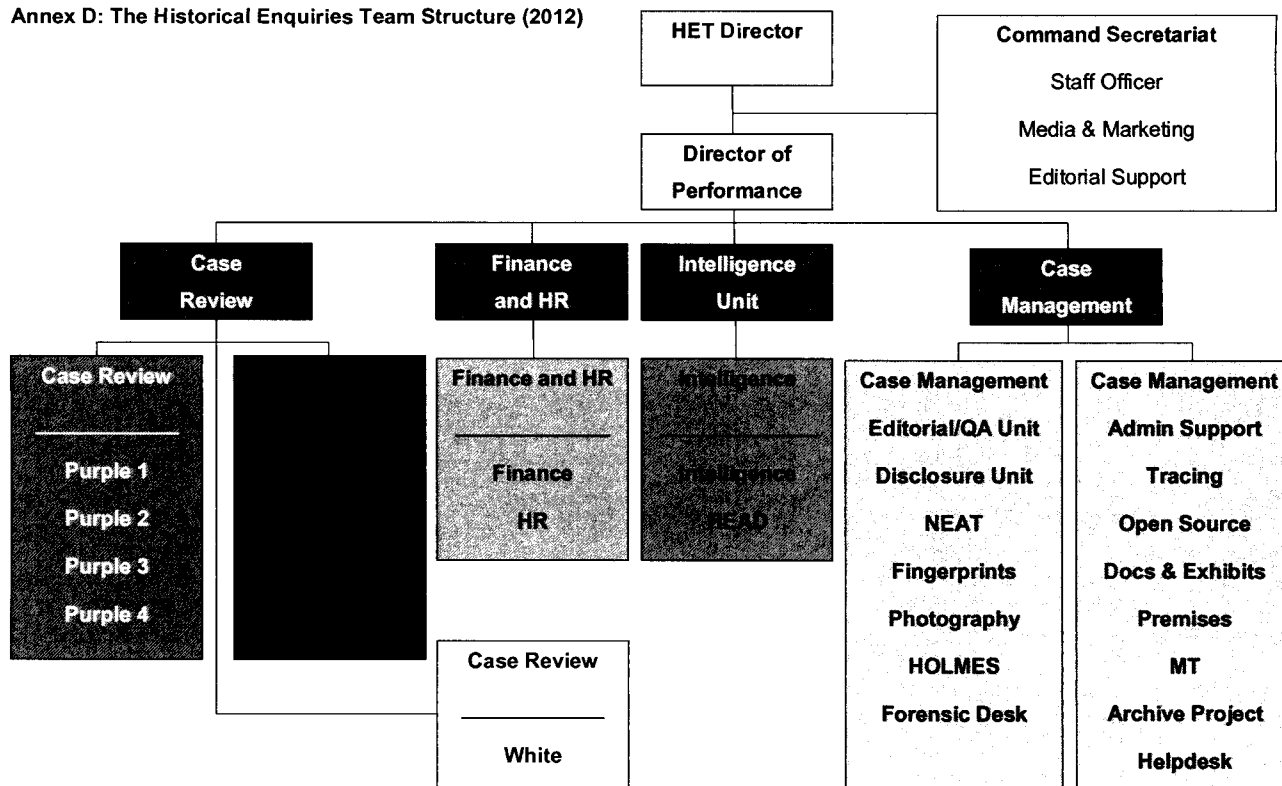 Annex D: The Historical Enquiries Team Structure (2012)
HET Director
Command Secretariat
Staff Officer
Media & Marketing
Editorial Support
Director of
Performance
Case
Review
Finance
and HR
Intelligence
Unit
Case
Management
Case Review
Purple 1
Purple 2
Purple 3
Purple 4
Finance and HR
Finance
HR
Intelligence
Intelligence
READ
Case Review
White
Case Management
Editorial/QA Unit
Disclosure Unit
NEAT
Fingerprints
Photography
HOLMES
Forensic Desk
Case Management
Admin Support
Tracing
Open Source
Docs & Exhibits
Premises
MT
Archive Project
Helpdesk